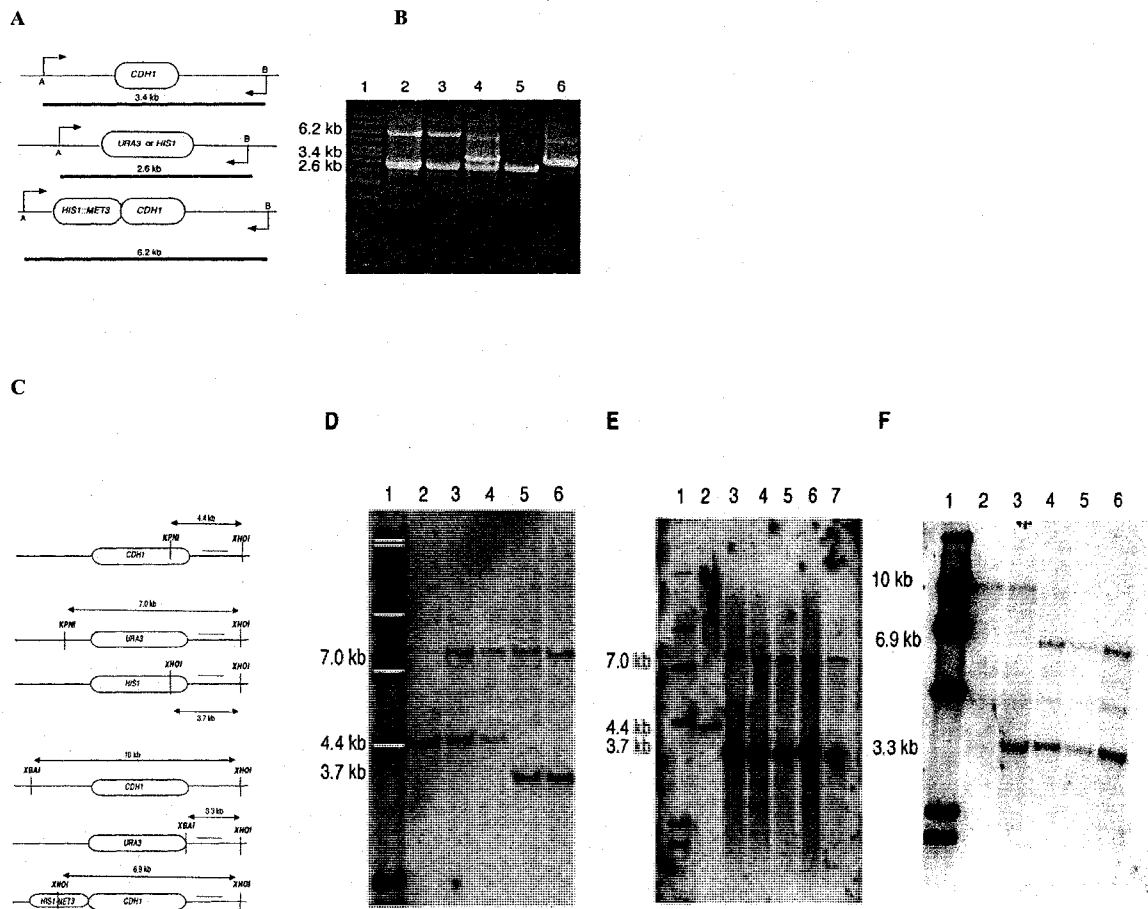 A
B
CDH1
A
B
3.4 kb
URA3 or HIS1
A
B
2.6 kb
HIS1::MET3
CDH1
A
B
6.2 kb
1 2 3 4 5 6
6.2 kb
3.4 kb
2.6 kb
C
D
E
F
4.4 kb
KPNI
XHOI
CDH1
7.0 kb
KPNI
XHOI
URA3
XHOI
XHOI
HIS1
3.7 kb
10 kb
XBAI
XHOI
CDH1
3.3 kb
XBAI
XHOI
URA3
6.9 kb
XHOI
XHOI
HIS1-MET3
CDH1
1 2 3 4 5 6
7.0 kb
4.4 kb
3.7 kb
1 2 3 4 5 6 7
7.0 kb
4.4 kb
3.7 kb
1 2 3 4 5 6
10 kb
6.9 kb
3.3 kb